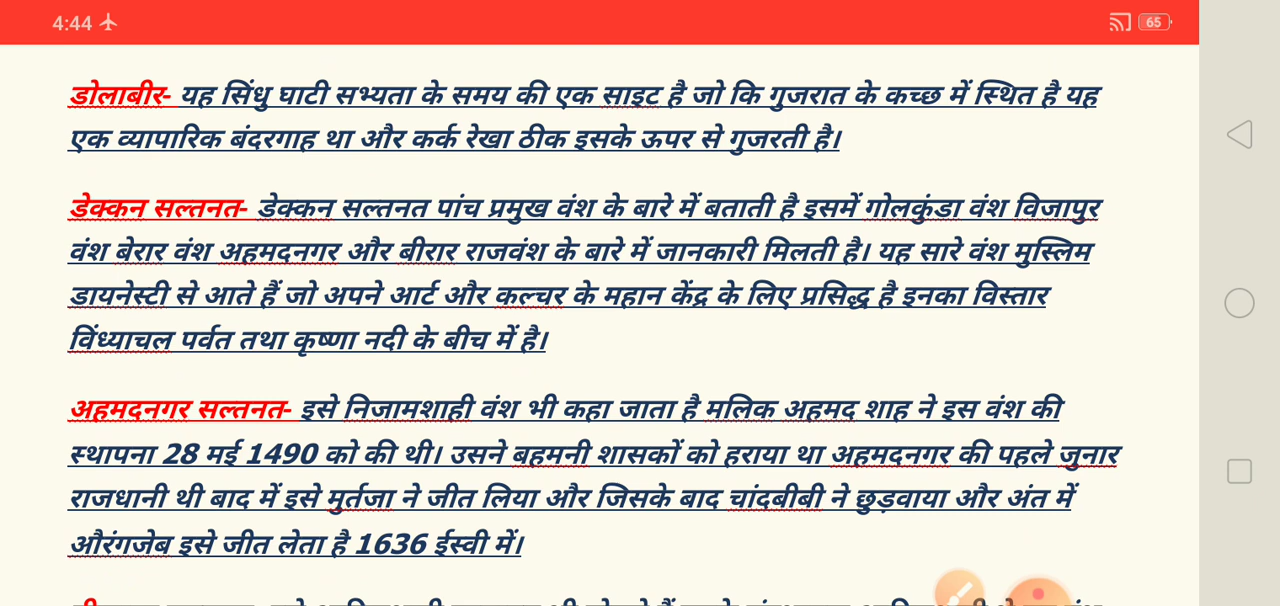 4:44
65
डोलाबीर- यह सिंधु घाटी सभ्यता के समय की एक साइट है जो कि गुजरात के कच्छ में स्थित है यह
एक व्यापारिक बंदरगाह था और कर्क रेखा ठीक इसके ऊपर से गुजरती है।
डेक्कन सल्तनत- डेक्कन सल्तनत पांच प्रमुख वंश के बारे में बताती है इसमें गोलकुंडा वंश विजापुर
वंश बेरार वंश अहमदनगर और बीरार राजवंश के बारे में जानकारी मिलती है। यह सारे वंश मुस्लिम
डायनेस्टी से आते हैं जो अपने आर्ट और कल्चर के महान केंद्र के लिए प्रसिद्ध है इनका विस्तार
विंध्याचल पर्वत तथा कृष्णा नदी के बीच में है।
अहमदनगर सल्तनत- इसे निजामशाही वंश भी कहा जाता है मलिक अहमद शाह ने इस वंश की
स्थापना 28 मई 1490 को की थी। उसने बहमनी शासकों को हराया था अहमदनगर की पहले जुनार
राजधानी थी बाद में इसे मुर्तजा ने जीत लिया और जिसके बाद चांदबीबी ने छुड़वाया और अंत में
औरंगजेब इसे जीत लेता है 1636 ईस्वी में।